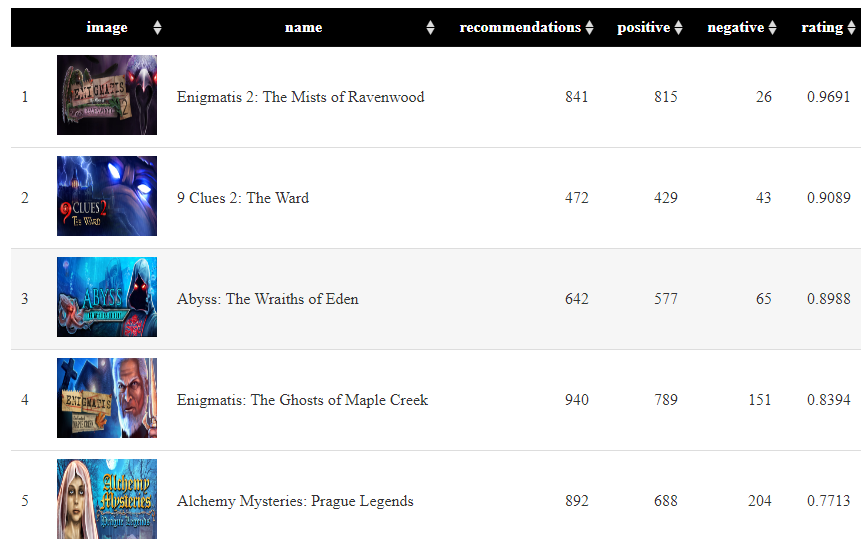 image name recommendations positive negative rating
1 ENIGMATIS 2 Enigmatis 2: The Mists of Ravenwood 841 815 26 0.9691
2 9 CLUES 2 The Ward 9 Clues 2: The Ward 472 429 43 0.9089
3 ABYSS Abyss: The Wraiths of Eden 642 577 65 0.8988
4 ENIGMATIS MAPLE CREEK Enigmatis: The Ghosts of Maple Creek 940 789 151 0.8394
5 Alchemy Mysteries Prague Legends Alchemy Mysteries: Prague Legends 892 688 204 0.7713